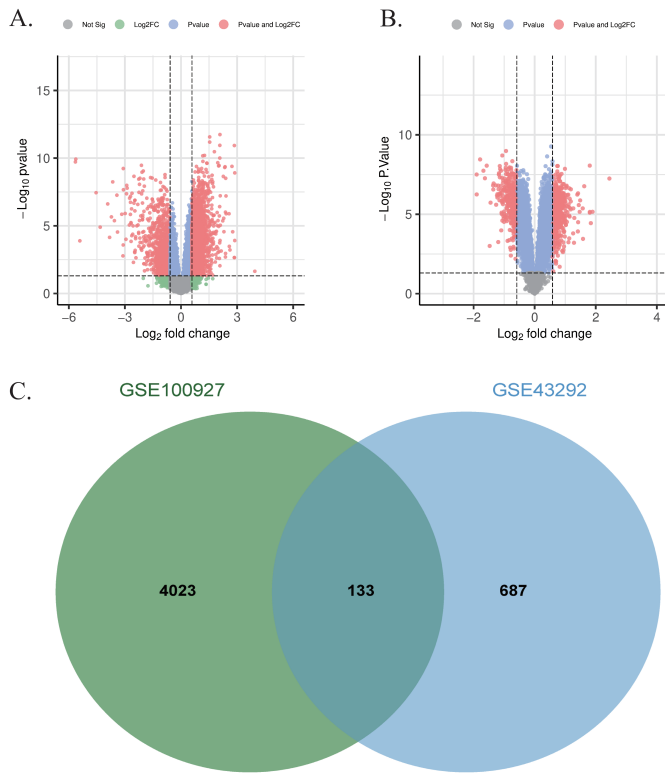 A.
Not Sig Log2FC Pvalue Pvalue and Log2FC
− Log10 pvalue
15
10
5
0
−6 −3 0 3 6
Log2 fold change
B.
Not Sig Pvalue Pvalue and Log2FC
− Log10 P.Value
10
5
0
−2 0 2 4
Log2 fold change
C.
GSE100927 GSE43292
4023 133 687